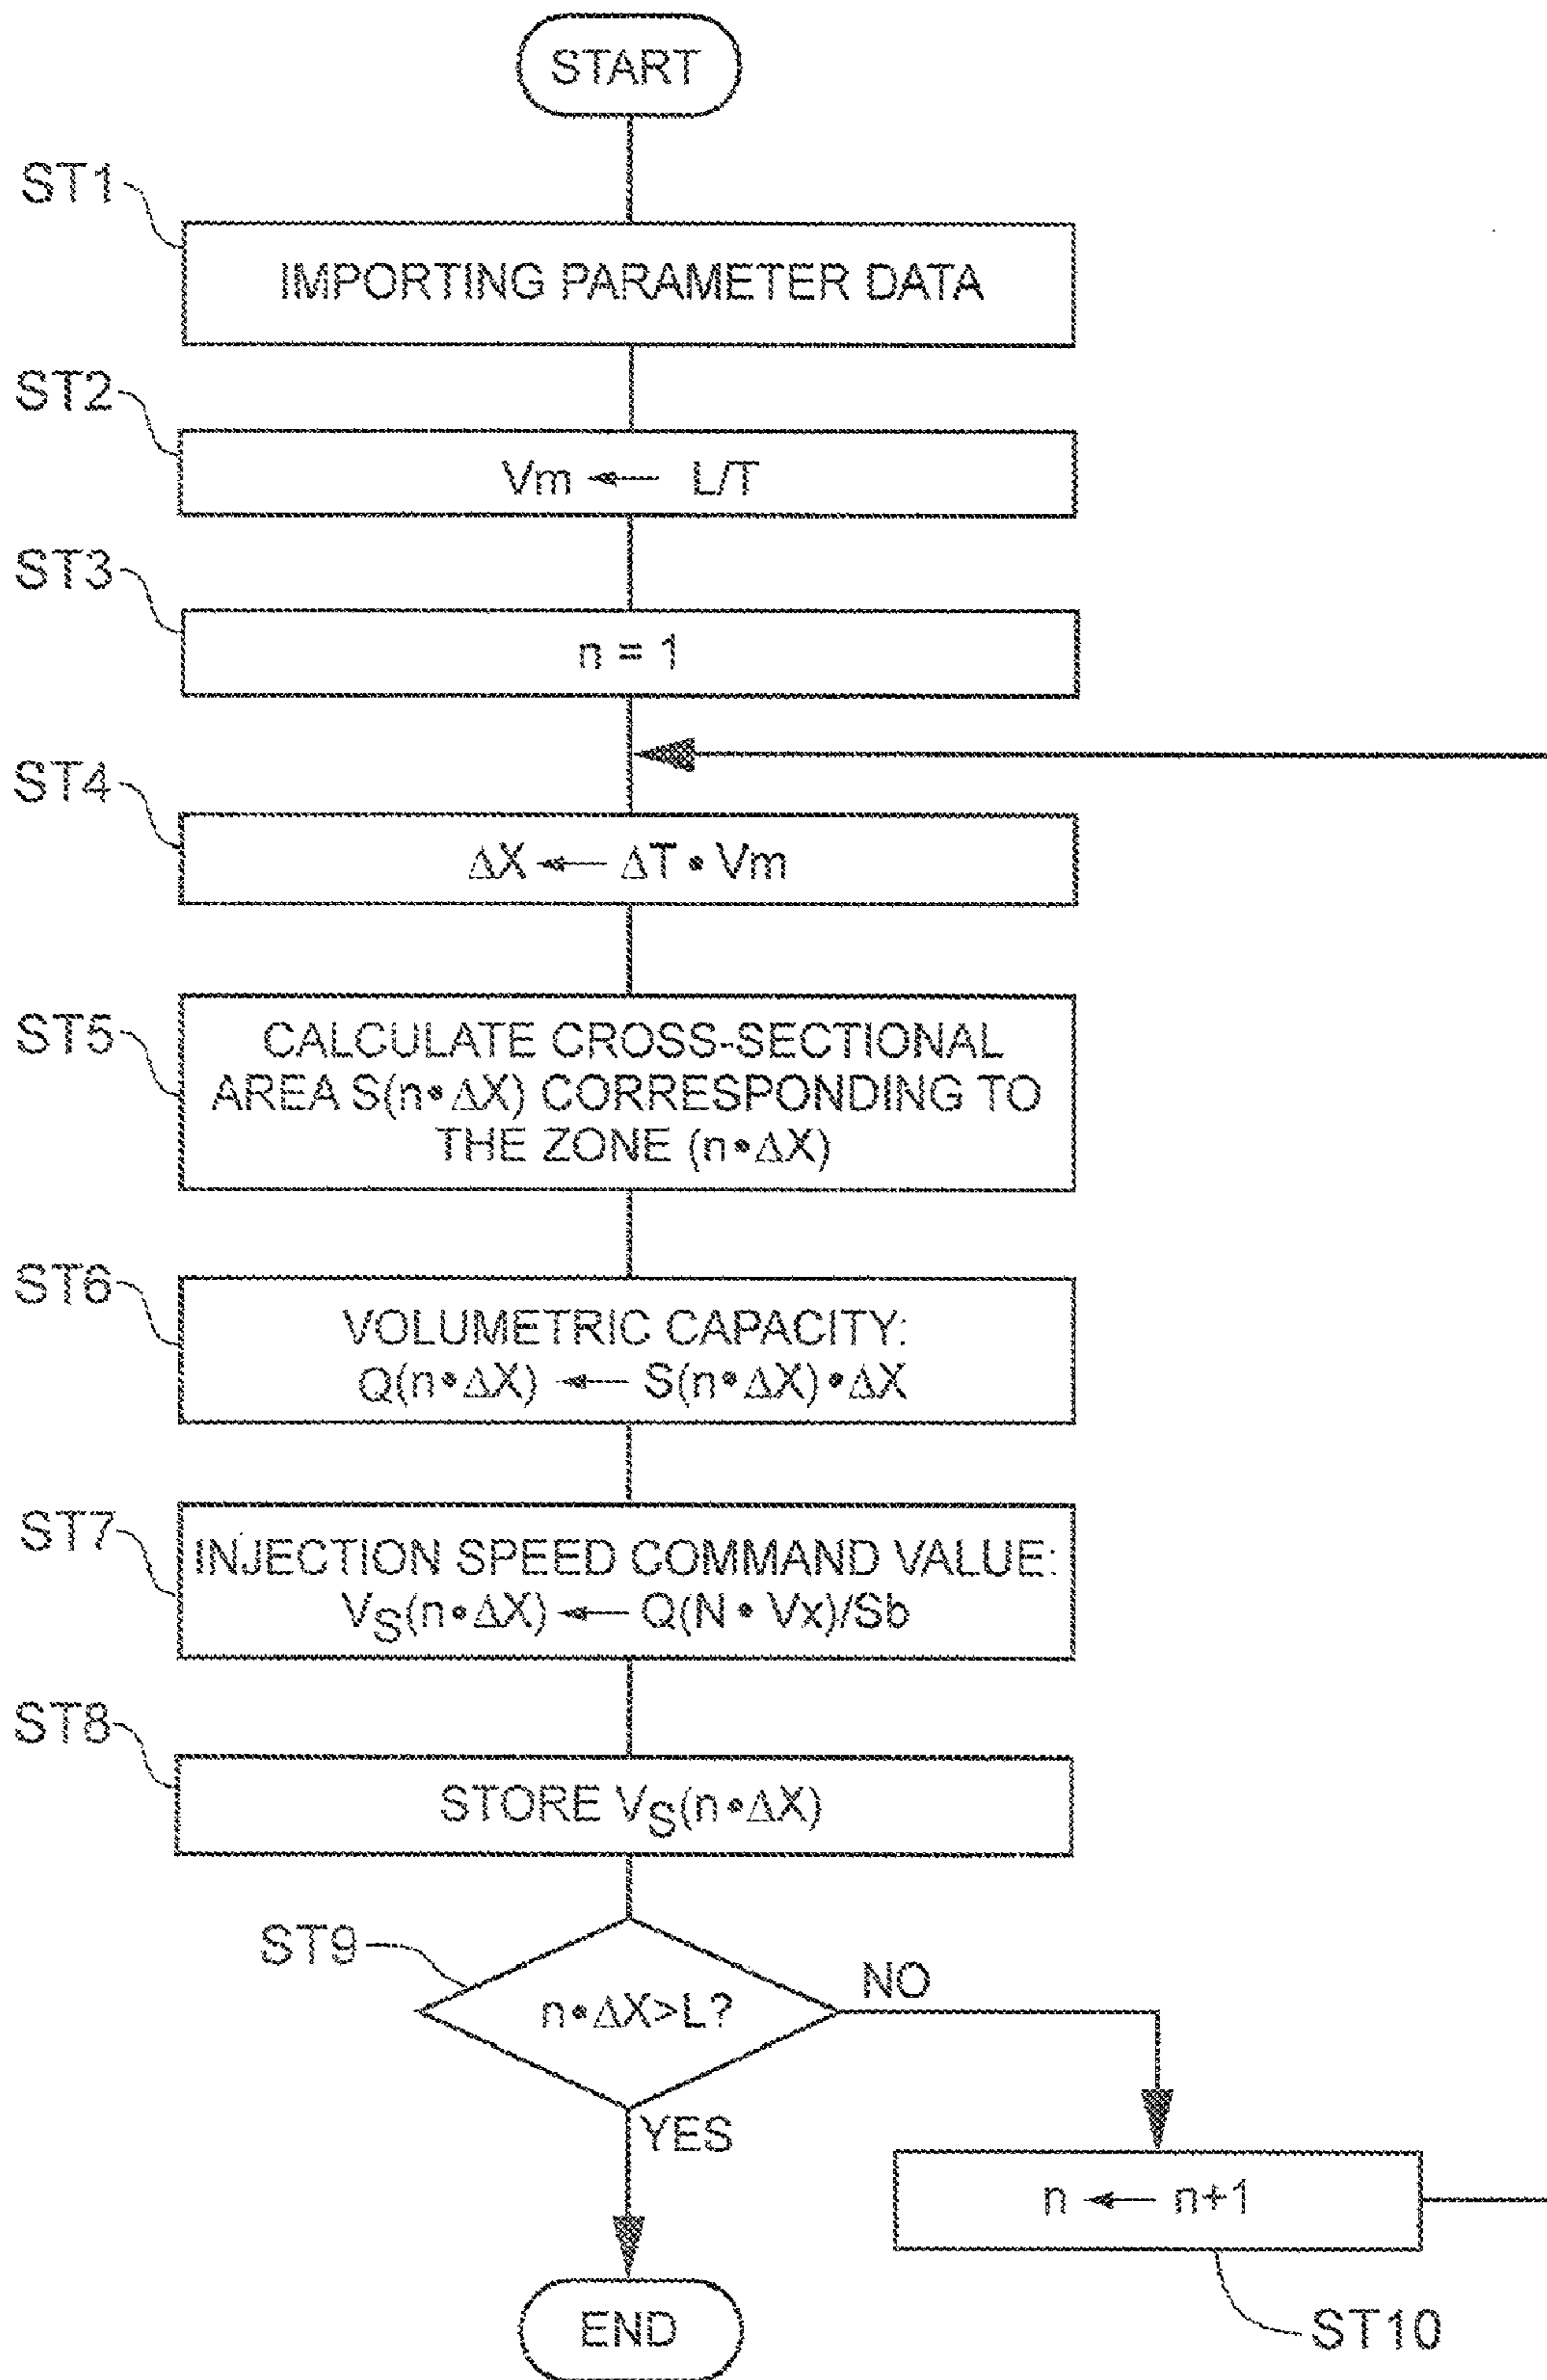 START
ST1
IMPORTING PARAMETER DATA
ST2
Vm ← L/T
ST3
n = 1
ST4
ΔX ← ΔT • Vm
ST5
CALCULATE CROSS-SECTIONAL
AREA S(n•ΔX) CORRESPONDING TO
THE ZONE (n•ΔX)
ST6
VOLUMETRIC CAPACITY:
Q(n•ΔX) ← S(n•ΔX)•ΔX
ST7
INJECTION SPEED COMMAND VALUE:
VS(n•ΔX) ← Q(N • Vx)/Sb
ST8
STORE VS(n•ΔX)
ST9
n•ΔX>L?
NO
YES
n ← n+1
END
ST10